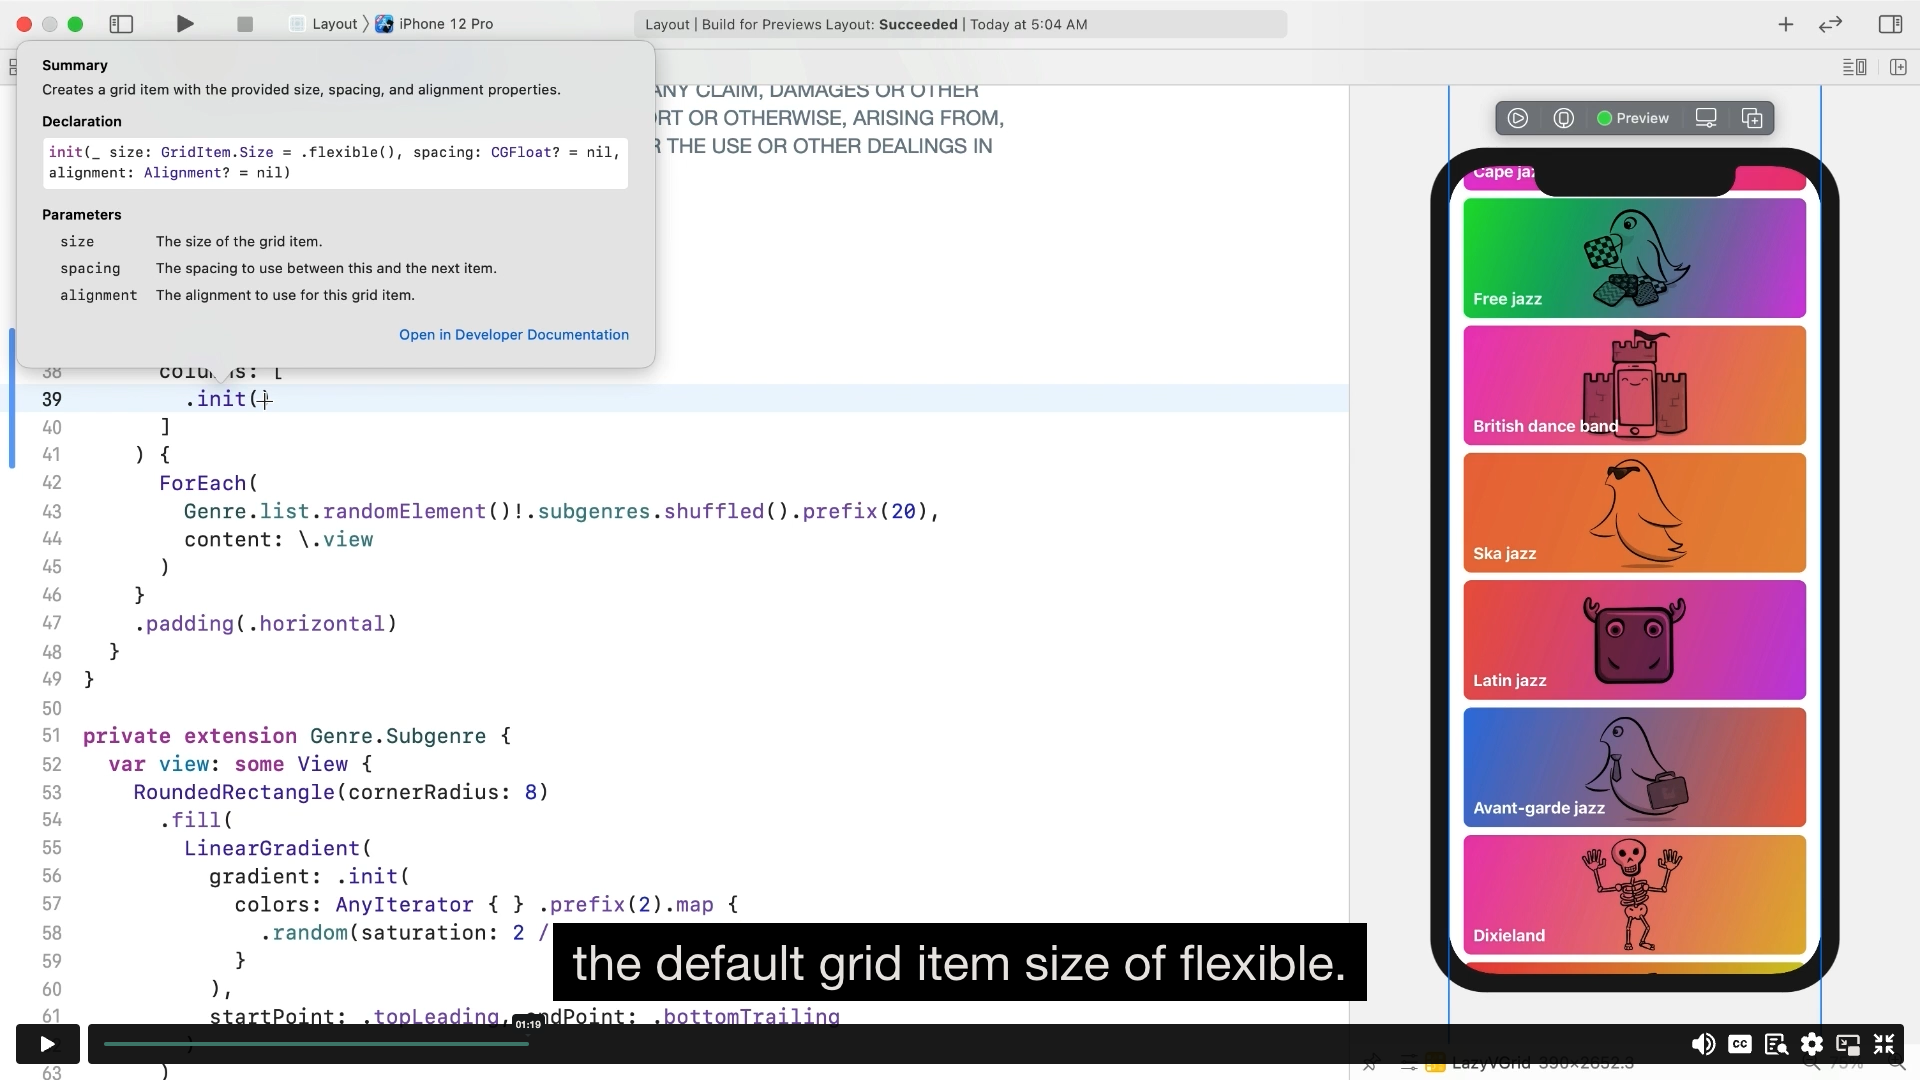 Layout 〉 iPhone 12 Pro
Layout | Build for Previews Layout: Succeeded | Today at 5:04 AM
Summary
Creates a grid item with the provided size, spacing, and alignment properties.
Declaration
init(_ size: GridItem.Size = .flexible(), spacing: CGFloat? = nil,
alignment: Alignment? = nil)
Parameters
size The size of the grid item.
spacing The spacing to use between this and the next item.
alignment The alignment to use for this grid item.
Open in Developer Documentation
ANY CLAIM, DAMAGES OR OTHER
RT OR OTHERWISE, ARISING FROM,
R THE USE OR OTHER DEALINGS IN
38 columns: [
39 .init()
40 ]
41 ) {
42 ForEach(
43 Genre.list.randomElement()!.subgenres.shuffled().prefix(20),
44 content: \.view
45 )
46 }
47 .padding(.horizontal)
48 }
49 }
50
51 private extension Genre.Subgenre {
52 var view: some View {
53 RoundedRectangle(cornerRadius: 8)
54 .fill(
55 LinearGradient(
56 gradient: .init(
57 colors: AnyIterator { } .prefix(2).map {
58 .random(saturation: 2 /
59 }
60 ),
61 startPoint: .topLeading, endPoint: .bottomTrailing
)
63 )
the default grid item size of flexible.
01:19
Preview
Cape jaz
Free jazz
British dance band
Ska jazz
Latin jazz
Avant-garde jazz
Dixieland
CC
LazyVGrid 390×2652.3
75%